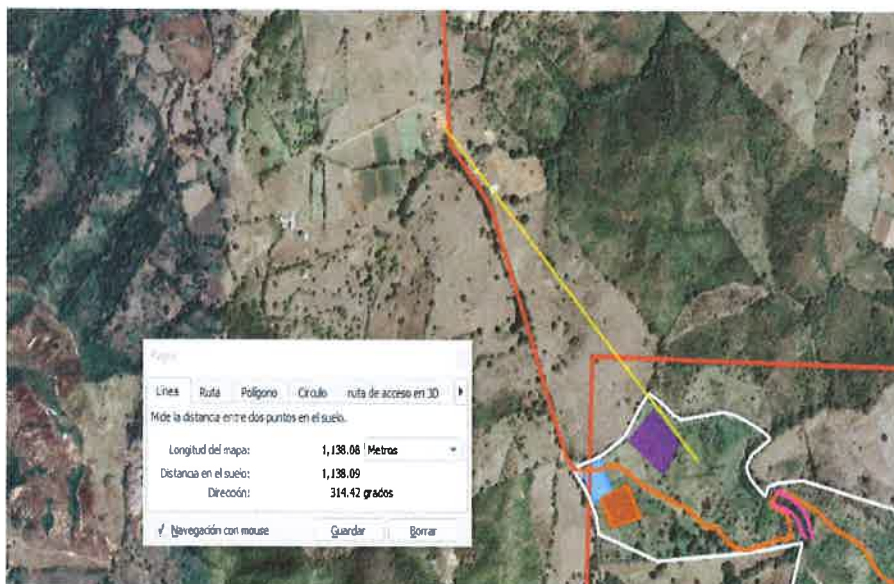 Regla
Línea Ruta Polígono Círculo ruta de acceso en 3D
Mide la distancia entre dos puntos en el suelo.
Longitud del mapa: 1,138.08 Metros
Distancia en el suelo: 1,138.09
Dirección: 314.42 grados
Navegación con mouse Guardar Borrar